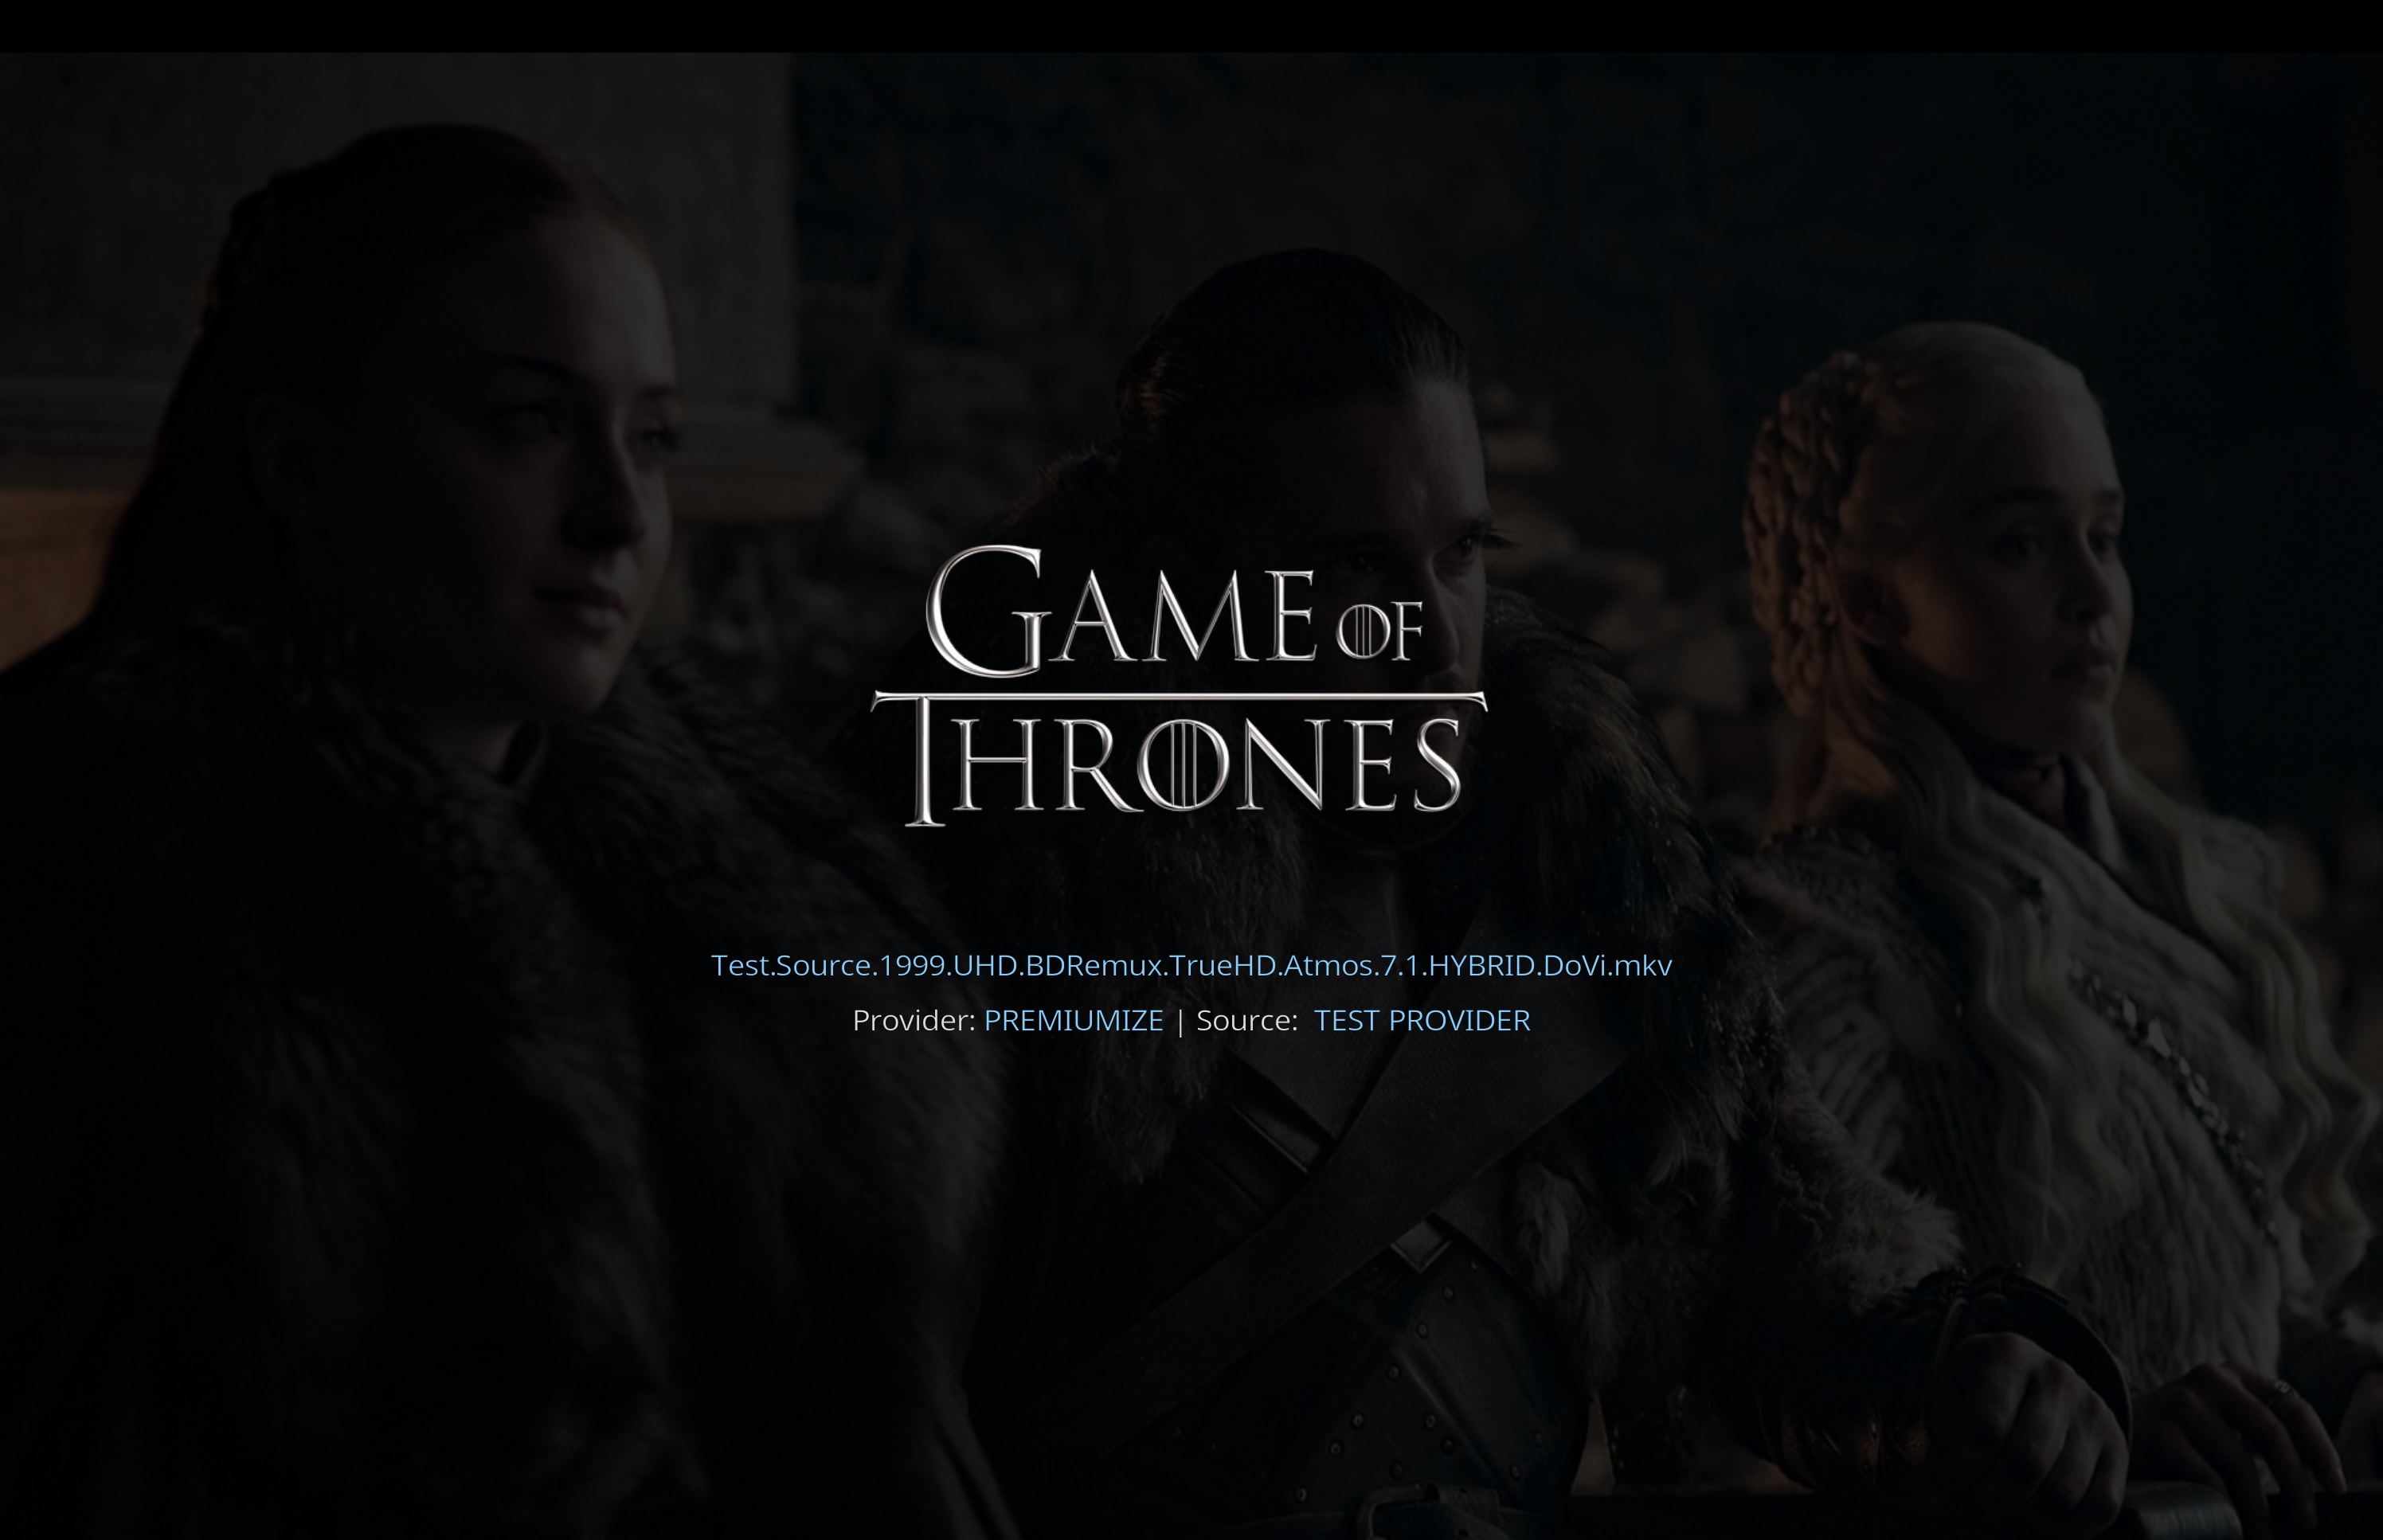 GAME OF
THRONES
Test.Source.1999.UHD.BDRemux.TrueHD.Atmos.7.1.HYBRID.DoVi.mkv
Provider: PREMIUMIZE | Source: TEST PROVIDER